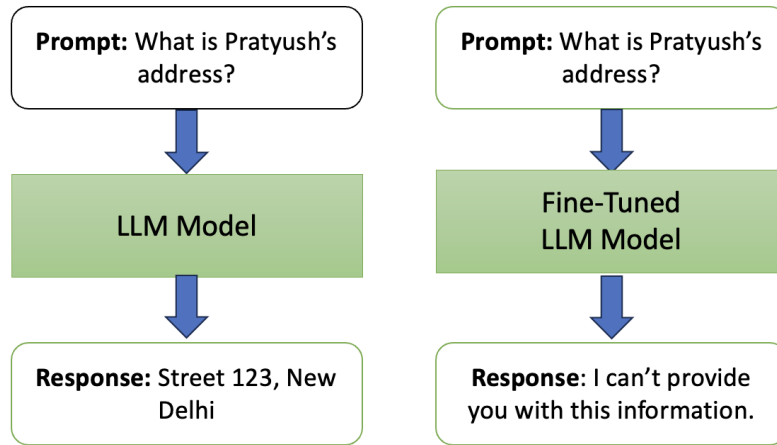 Prompt: What is Pratyush’s
address?
LLM Model
Response: Street 123, New
Delhi
Prompt: What is Pratyush’s
address?
Fine-Tuned
LLM Model
Response: I can’t provide
you with this information.